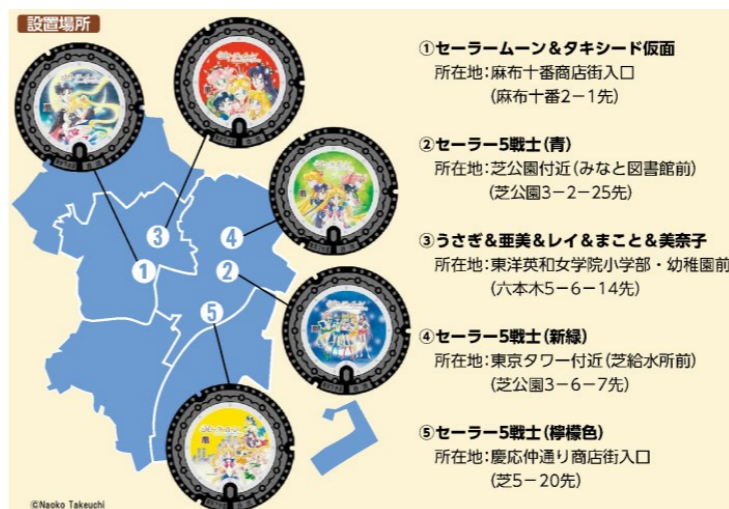 設置場所
①セーラームーン&タキシード仮面
所在地:麻布十番商店街入口
(麻布十番2−1先)
②セーラー5戦士(青)
所在地:芝公園付近(みなと図書館前)
(芝公園3−2−25先)
③うさぎ&亜美&レイ&まこと&美奈子
所在地:東洋英和女学院小学部・幼稚園前
(六本木5−6−14先)
④セーラー5戦士(新緑)
所在地:東京タワー付近(芝給水所前)
(芝公園3−6−7先)
⑤セーラー5戦士(檸檬色)
所在地:慶応仲通り商店街入口
(芝5−20先)
3
4
1
2
5
©Naoko Takeuchi